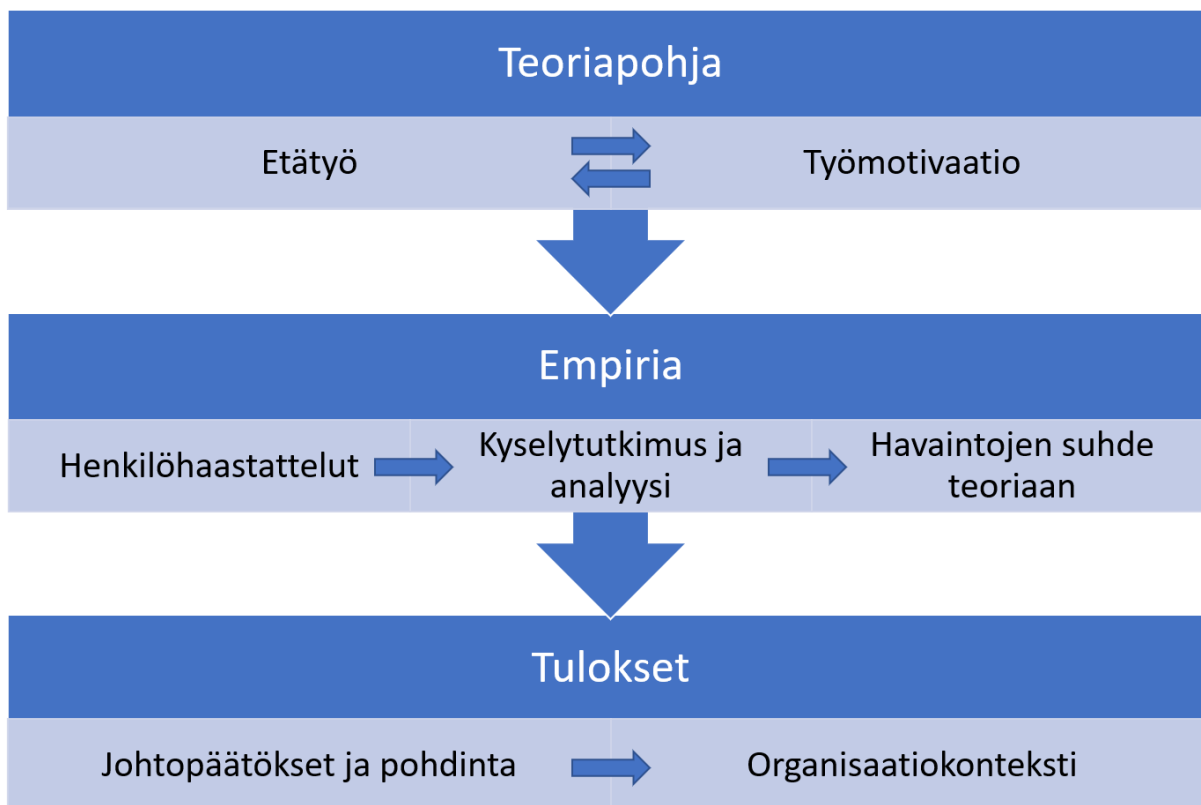 Teoriapohja
Etätyö
Työmotivaatio
Empiria
Henkilöhaastattelut
Kyselytutkimus ja
analyysi
Havaintojen suhde
teoriaan
Tulokset
Johtopäätökset ja pohdinta
Organisaatiokonteksti